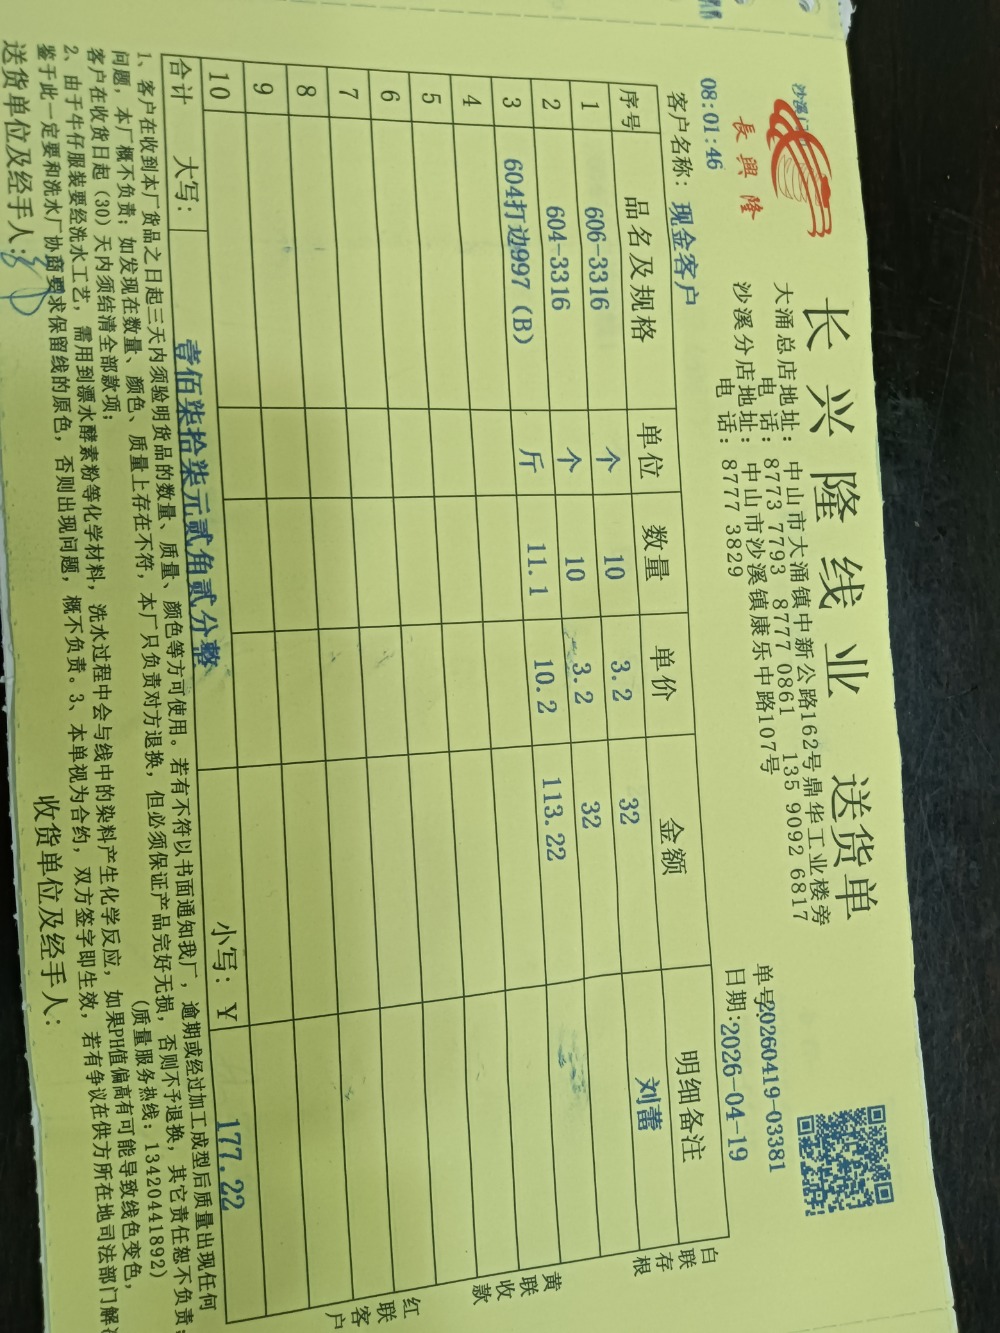 長興隆
长兴隆线业 送货单
大涌总店地址：中山市大涌镇中新公路162号鼎华工业楼旁
电 话：8773 7793 8777 0861 135 9092 6817
沙溪分店地址：中山市沙溪镇康乐中路107号
电 话：8777 3829
单号20260419-03381
08:01:46
日期：2026-04-19
客户名称：现金客户
序号 品名及规格 单位 数量 单价 金额 明细备注
1 606-3316 个 10 3.2 32 刘蕾
2 604-3316 个 10 3.2 32
3 604打边997（B） 斤 11.1 10.2 113.22
4
5
6
7
8
9
10
合计 大写：壹佰柒拾柒元贰角贰分整 小写：￥ 177.22
白联存根
黄联收款
红联客户
1、客户在收到本厂货品之日起三天内须验明货品的数量、质量、颜色等方可使用。若有不符以书面通知我厂，逾期或经过加工成型后质量出现任何
问题，本厂概不负责；如发现在数量、颜色、质量上存在不符，本厂只负责对方退换，但必须保证产品完好无损，否则不予退换，其它责任恕不负责；
客户在收货日起（30）天内须结清全部款项； （质量服务热线：13420441892）
2、由于牛仔服装要经洗水工艺，需用到漂水酵素粉等化学材料，洗水过程中会与线中的染料产生化学反应，如果PH值偏高有可能导致线色变色，
鉴于此一定要和洗水厂协商要求保留线的原色，否则出现问题，概不负责。3、本单视为合约，双方签字即生效，若有争议在供方所在地司法部门解
送货单位及经手人： 收货单位及经手人：